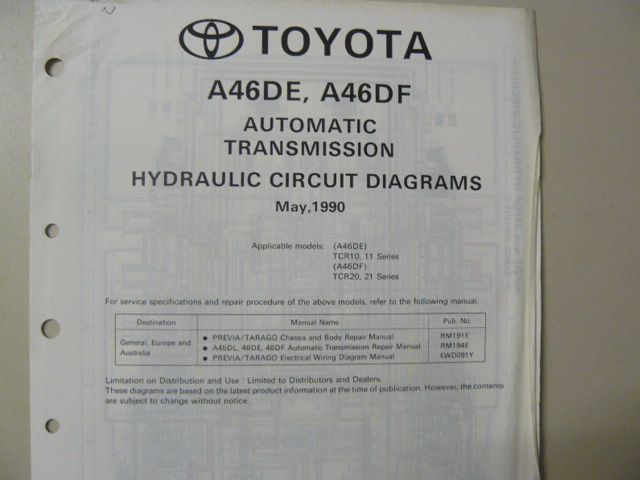 TOYOTA
A46DE, A46DF
AUTOMATIC
TRANSMISSION
HYDRAULIC CIRCUIT DIAGRAMS
May,1990
Applicable models: (A46DE)
TCR10, 11 Series
(A46DF)
TCR20, 21 Series
For service specifications and repair procedure of the above models, refer to the following manual.
Destination Manual Name Pub. No.
General, Europe and Australia
● PREVIA/TARAGO Chassis and Body Repair Manual RM191E
● A46DL, 46DE, 46DF Automatic Transmission Repair Manual RM194E
● PREVIA/TARAGO Electrical Wiring Diagram Manual EWD091Y
Limitation on Distribution and Use : Limited to Distributors and Dealers.
These diagrams are based on the latest product information at the time of publication. However, the contents
are subject to change without notice.